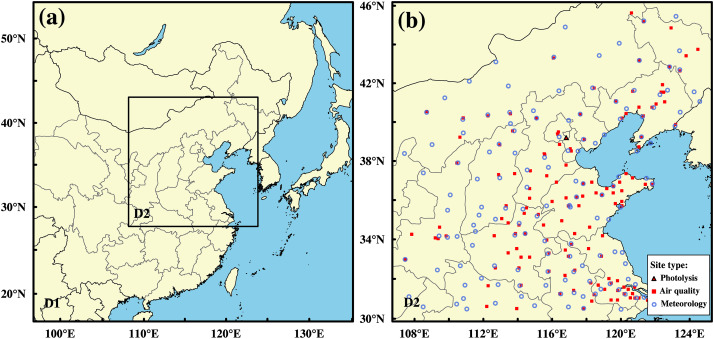 (a)
50°N
40°N
30°N
20°N
D2
D1
100°E 110°E 120°E 130°E
(b)
46°N
42°N
38°N
34°N
30°N
D2
Site type:
Photolysis
Air quality
Meteorology
108°E 112°E 116°E 120°E 124°E